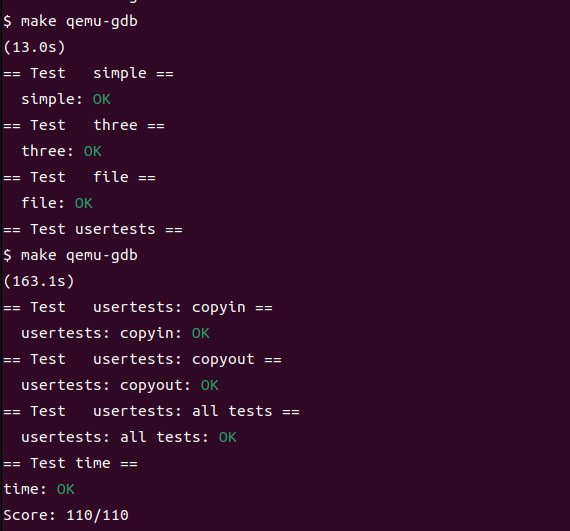 $ make qemu-gdb
(13.0s)
== Test   simple ==
  simple: OK
== Test   three ==
  three: OK
== Test   file ==
  file: OK
== Test usertests ==
$ make qemu-gdb
(163.1s)
== Test   usertests: copyin ==
  usertests: copyin: OK
== Test   usertests: copyout ==
  usertests: copyout: OK
== Test   usertests: all tests ==
  usertests: all tests: OK
== Test time ==
time: OK
Score: 110/110